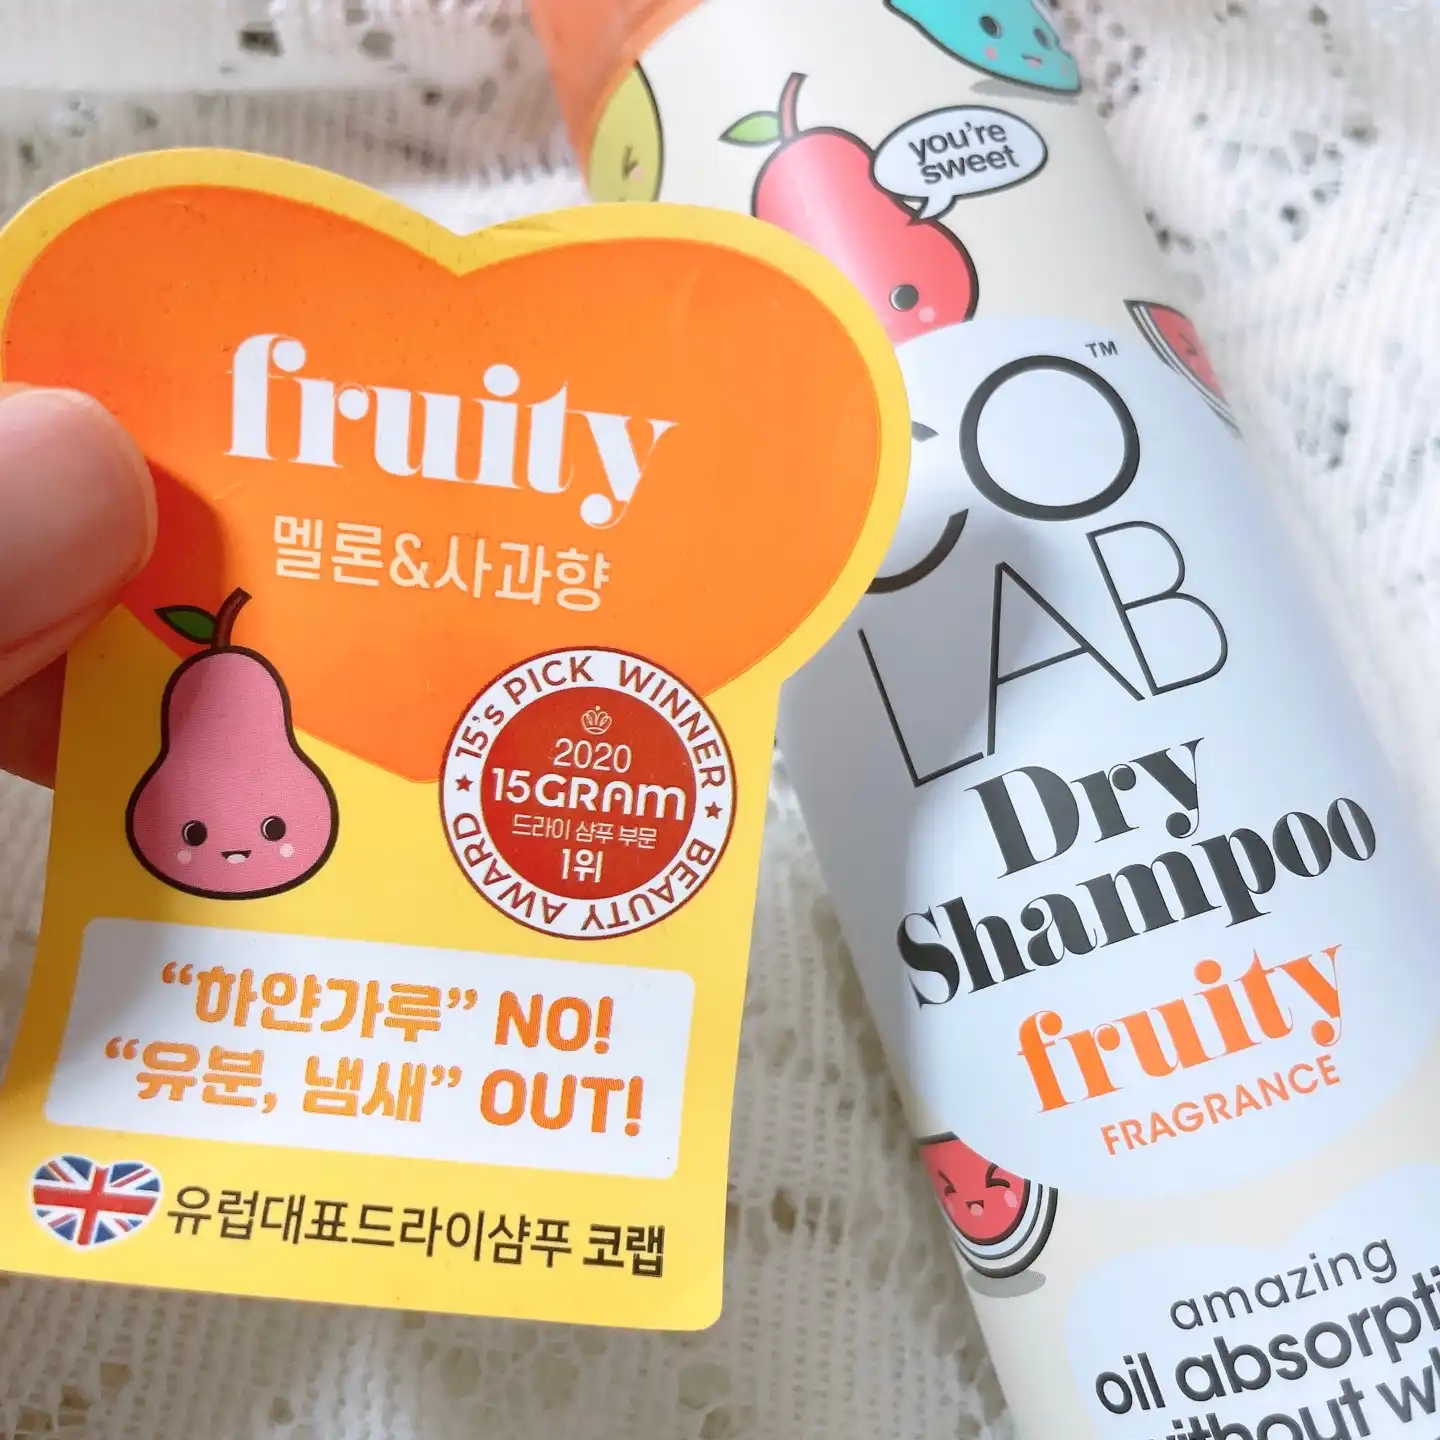 fruity
멜론&사과향
15's PICK WINNER
2020
15GRAM
드라이 샴푸 부문
1위
BEAUTY AWARD
“하얀가루” NO!
“유분, 냄새” OUT!
유럽대표드라이샴푸 코랩
you're
sweet
CO™
LAB
Dry
Shampoo
fruity
FRAGRANCE
amazing
oil
without